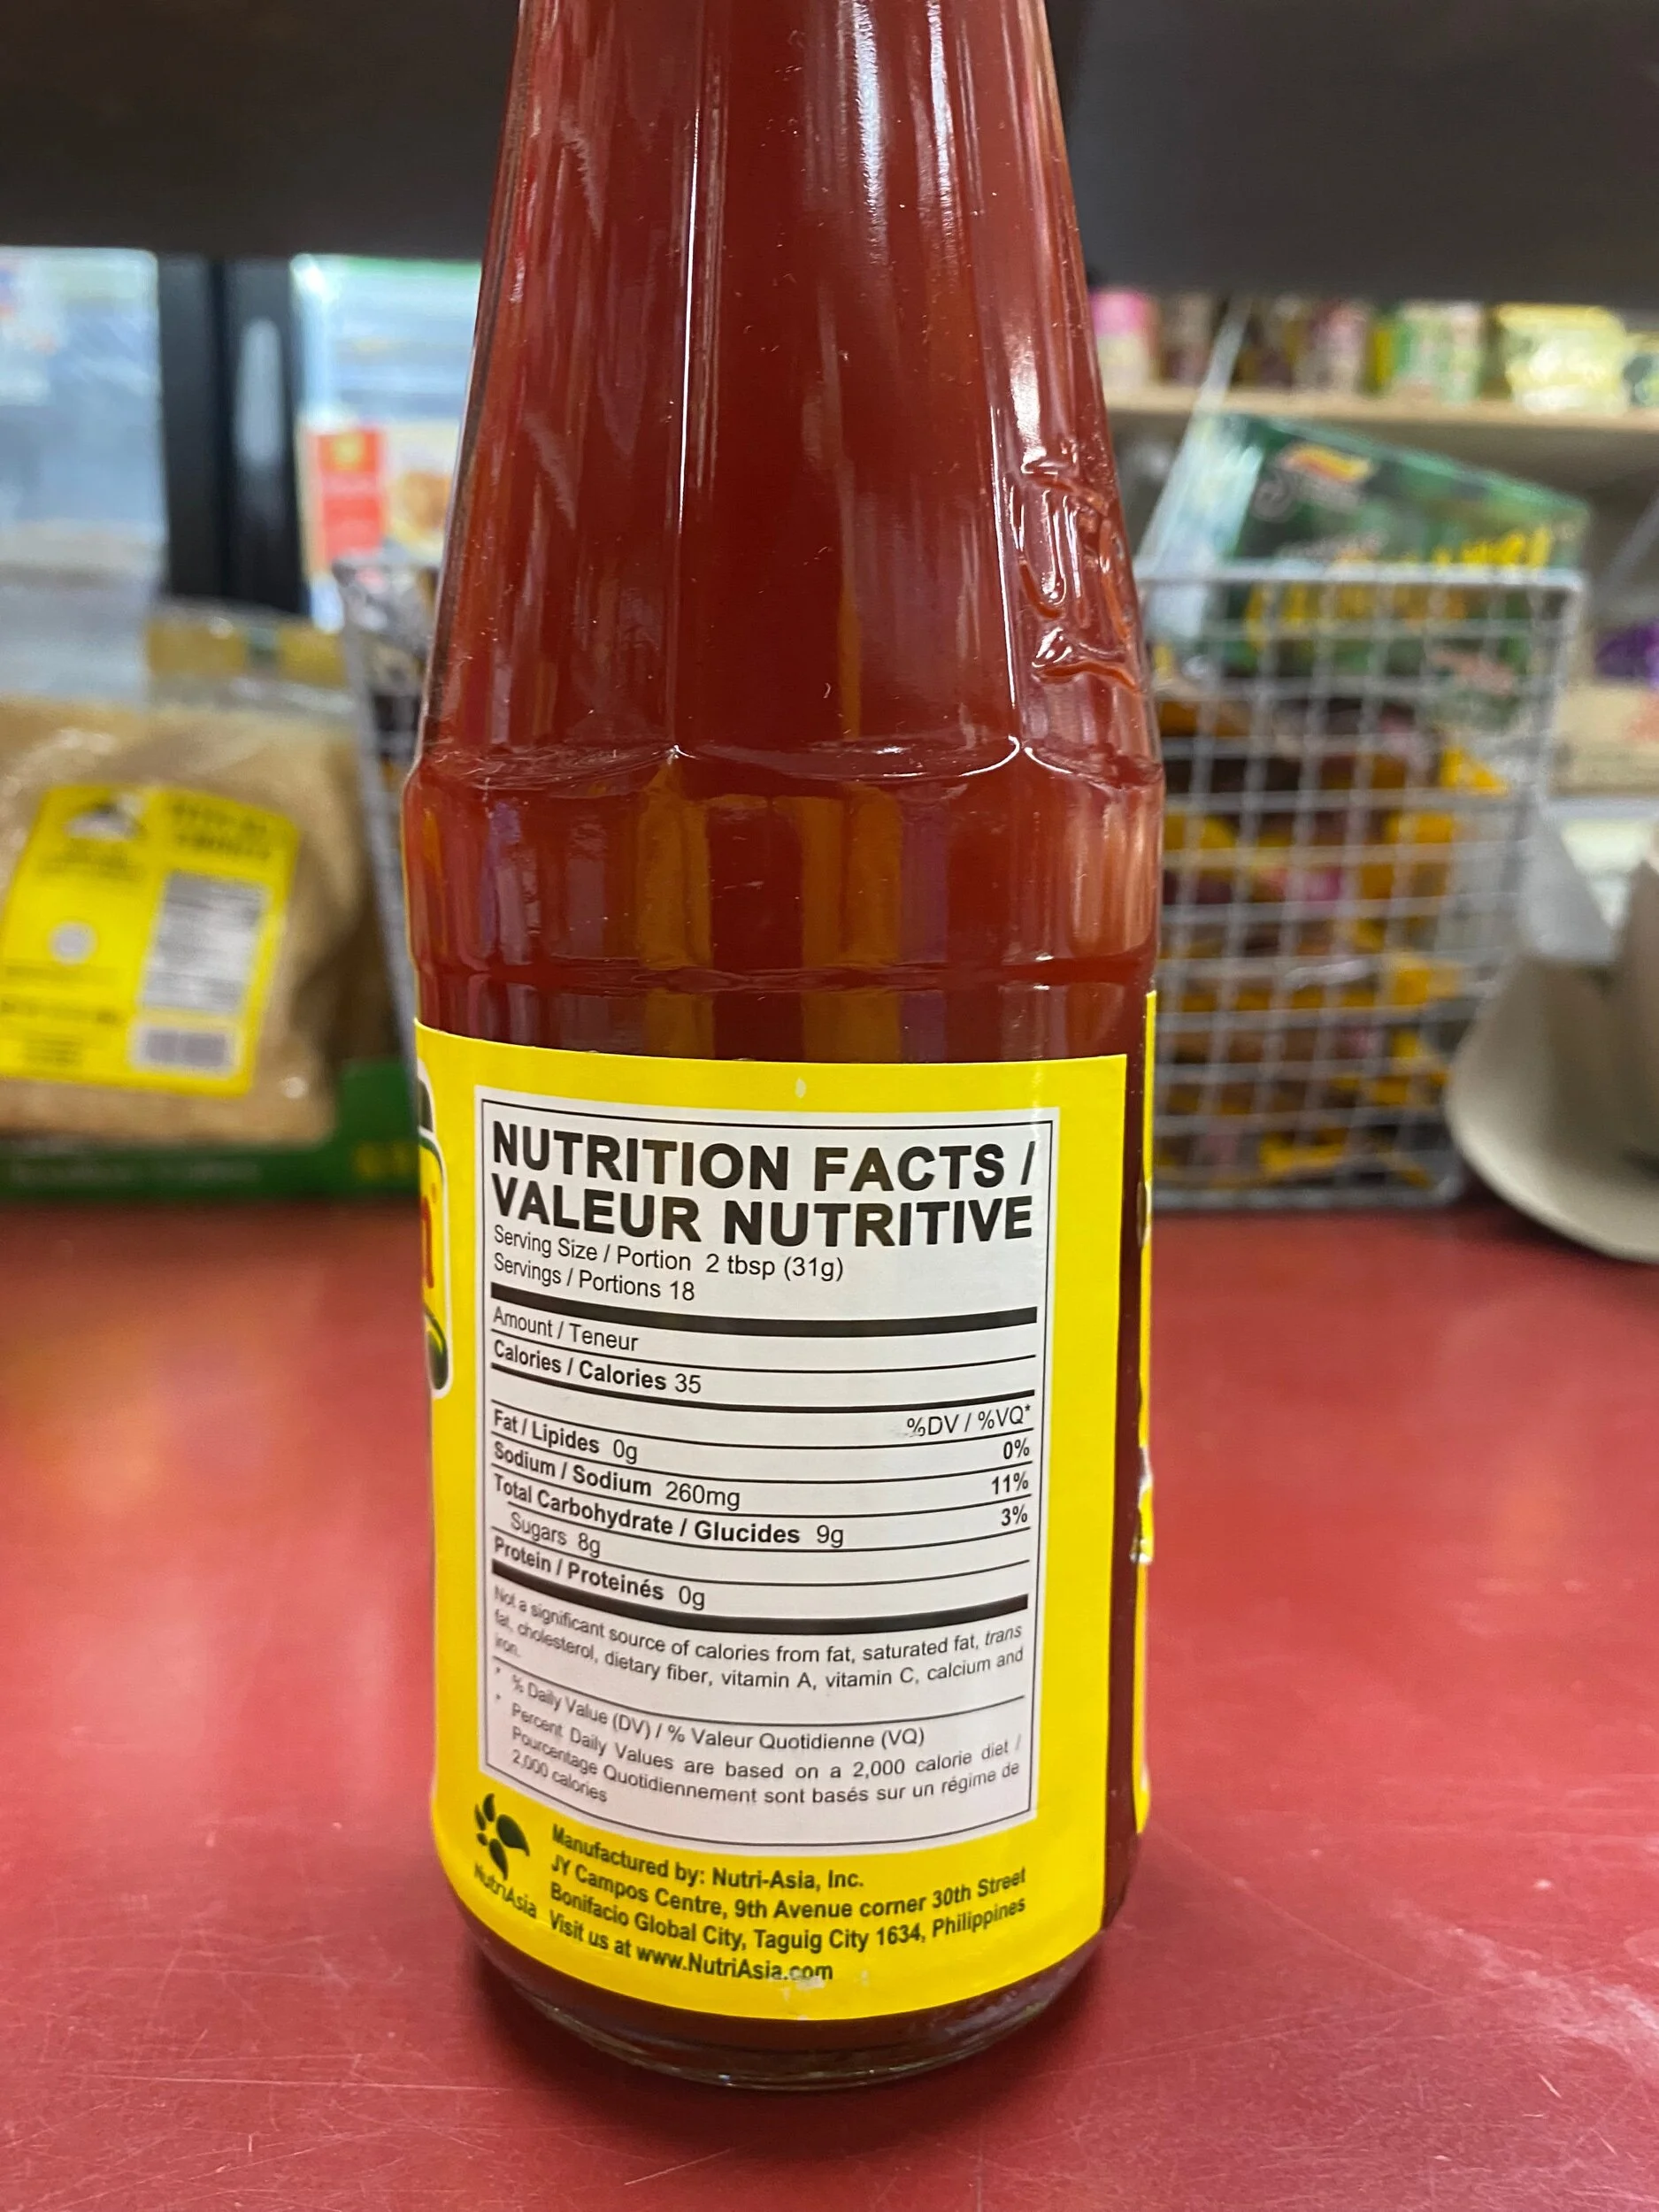 NUTRITION FACTS /
VALEUR NUTRITIVE
Serving Size / Portion 2 tbsp (31g)
Servings / Portions 18
Amount / Teneur
Calories / Calories 35
%DV / %VQ*
Fat / Lipides 0g 0%
Sodium / Sodium 260mg 11%
Total Carbohydrate / Glucides 9g 3%
Sugars 8g
Protein / Proteinés 0g
Not a significant source of calories from fat, saturated fat, trans
fat, cholesterol, dietary fiber, vitamin A, vitamin C, calcium and
iron.
* % Daily Value (DV) / % Valeur Quotidienne (VQ)
* Percent Daily Values are based on a 2,000 calorie diet /
Pourcentage Quotidiennement sont basés sur un régime de
2,000 calories
NutriAsia
Manufactured by: Nutri-Asia, Inc.
JY Campos Centre, 9th Avenue corner 30th Street
Bonifacio Global City, Taguig City 1634, Philippines
Visit us at www.NutriAsia.com